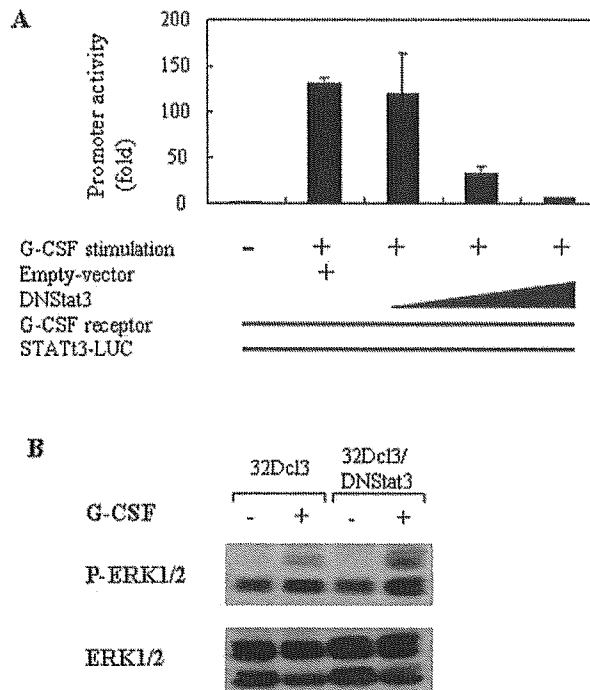 A
Promoter activity
(fold)
200
150
100
50
0
G-CSF stimulation - + + + +
Empty-vector +
DNStat3
G-CSF receptor
STATt3-LUC
B
32Dcl3 32Dcl3/
DNStat3
G-CSF - + - +
P-ERK1/2
ERK1/2